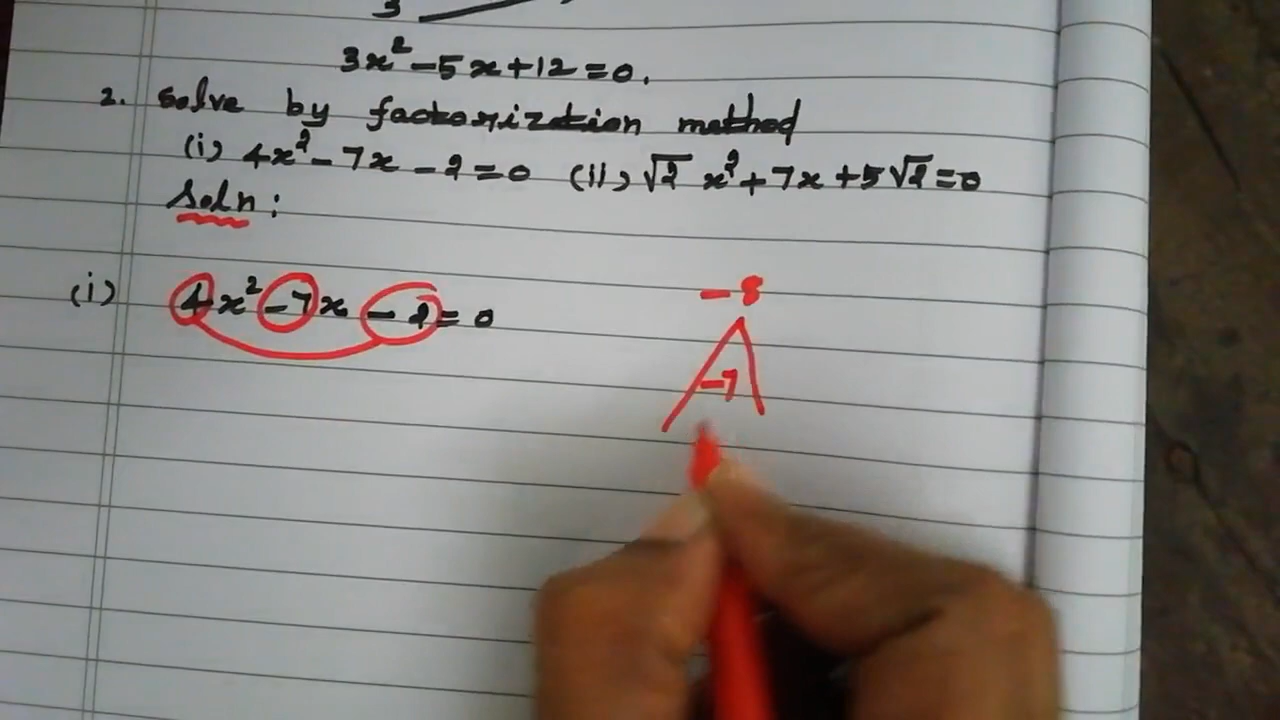 3
3x² - 5x + 12 = 0.
2. Solve by factorization method
(i) 4x² - 7x - 2 = 0 (ii) √2 x² + 7x + 5√2 = 0
Soln :
(i) 4x² - 7x - 2 = 0
- 8
-7